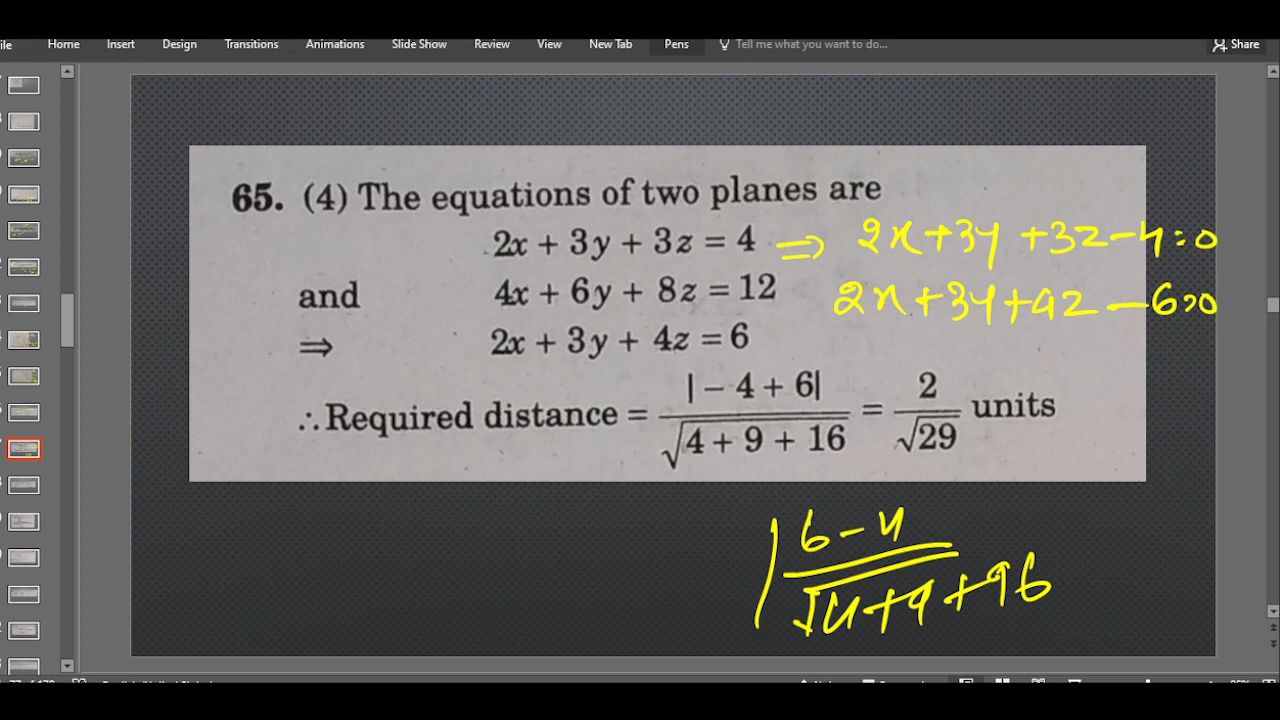 File Home Insert Design Transitions Animations Slide Show Review View New Tab Pens Tell me what you want to do... Share
65. (4) The equations of two planes are
2x + 3y + 3z = 4 ⇒ 2x+3y+3z-4=0
and 4x + 6y + 8z = 12 2x+3y+4z-6=0
⇒ 2x + 3y + 4z = 6
∴ Required distance = |– 4 + 6| / √4 + 9 + 16 = 2 / √29 units
| 6-4
√4+9+96